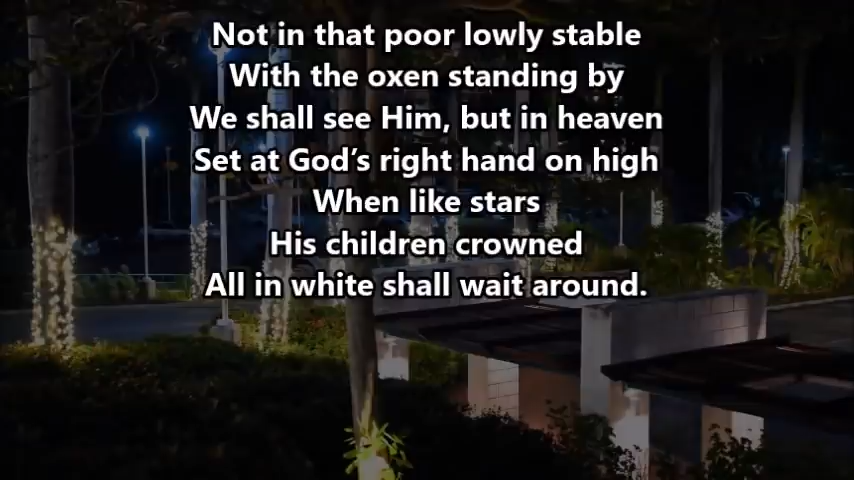 Not in that poor lowly stable
With the oxen standing by
We shall see Him, but in heaven
Set at God’s right hand on high
When like stars
His children crowned
All in white shall wait around.